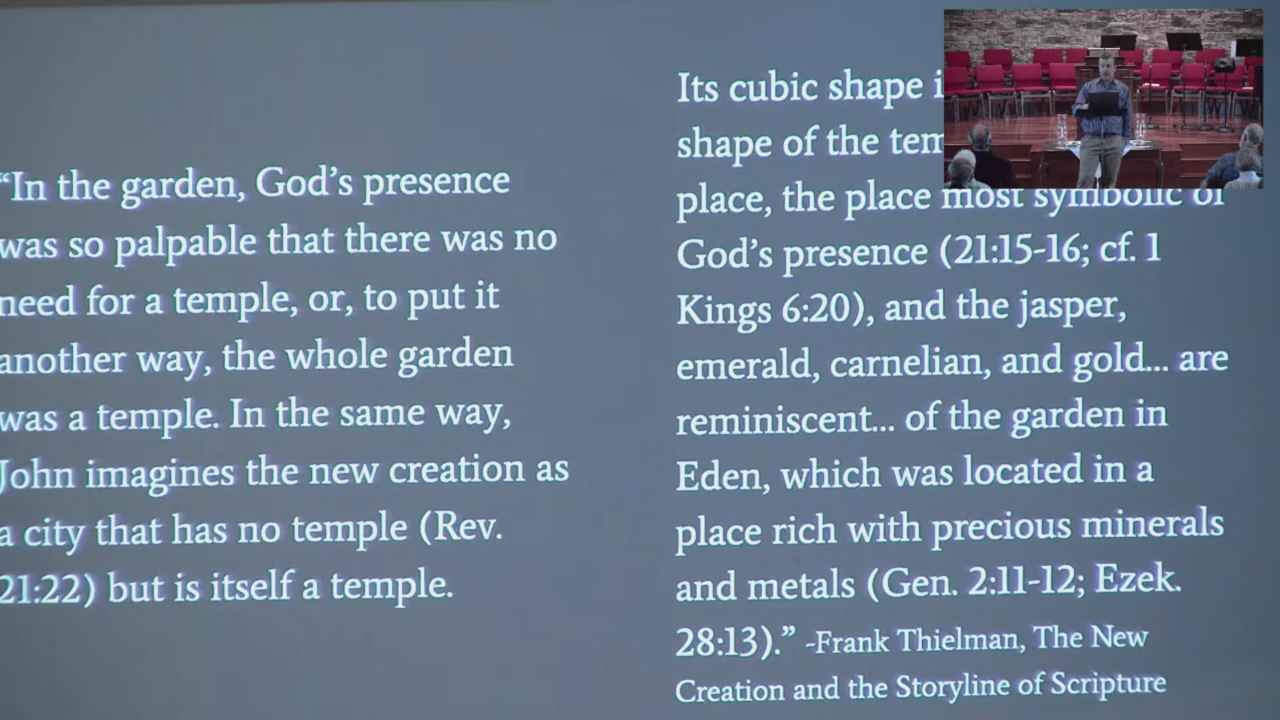 “In the garden, God’s presence
was so palpable that there was no
need for a temple, or, to put it
another way, the whole garden
was a temple. In the same way,
John imagines the new creation as
a city that has no temple (Rev.
21:22) but is itself a temple.
Its cubic shape
shape of the
place, the place most symbolic of
God’s presence (21:15-16; cf. 1
Kings 6:20), and the jasper,
emerald, carnelian, and gold... are
reminiscent... of the garden in
Eden, which was located in a
place rich with precious minerals
and metals (Gen. 2:11-12; Ezek.
28:13).” -Frank Thielman, The New
Creation and the Storyline of Scripture